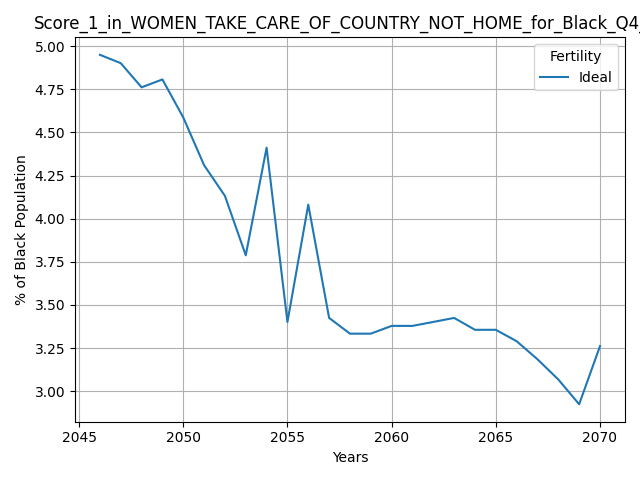 Score_1_in_WOMEN_TAKE_CARE_OF_COUNTRY_NOT_HOME_for_Black_Q4_
Fertility
Ideal
5.00
4.75
4.50
4.25
4.00
3.75
3.50
3.25
3.00
% of Black Population
2045 2050 2055 2060 2065 2070
Years